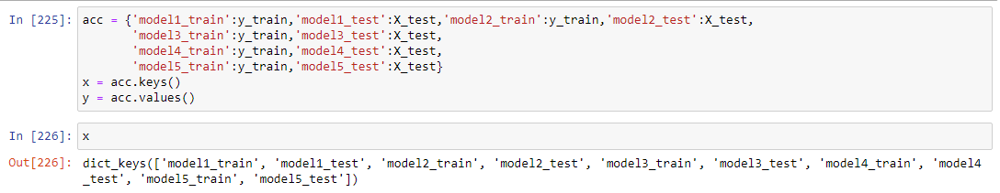 In [225]: acc = {'model1_train':y_train,'model1_test':X_test,'model2_train':y_train,'model2_test':X_test,
'model3_train':y_train,'model3_test':X_test,
'model4_train':y_train,'model4_test':X_test,
'model5_train':y_train,'model5_test':X_test}
x = acc.keys()
y = acc.values()
In [226]: x
Out[226]: dict_keys(['model1_train', 'model1_test', 'model2_train', 'model2_test', 'model3_train', 'model3_test', 'model4_train', 'model4
_test', 'model5_train', 'model5_test'])